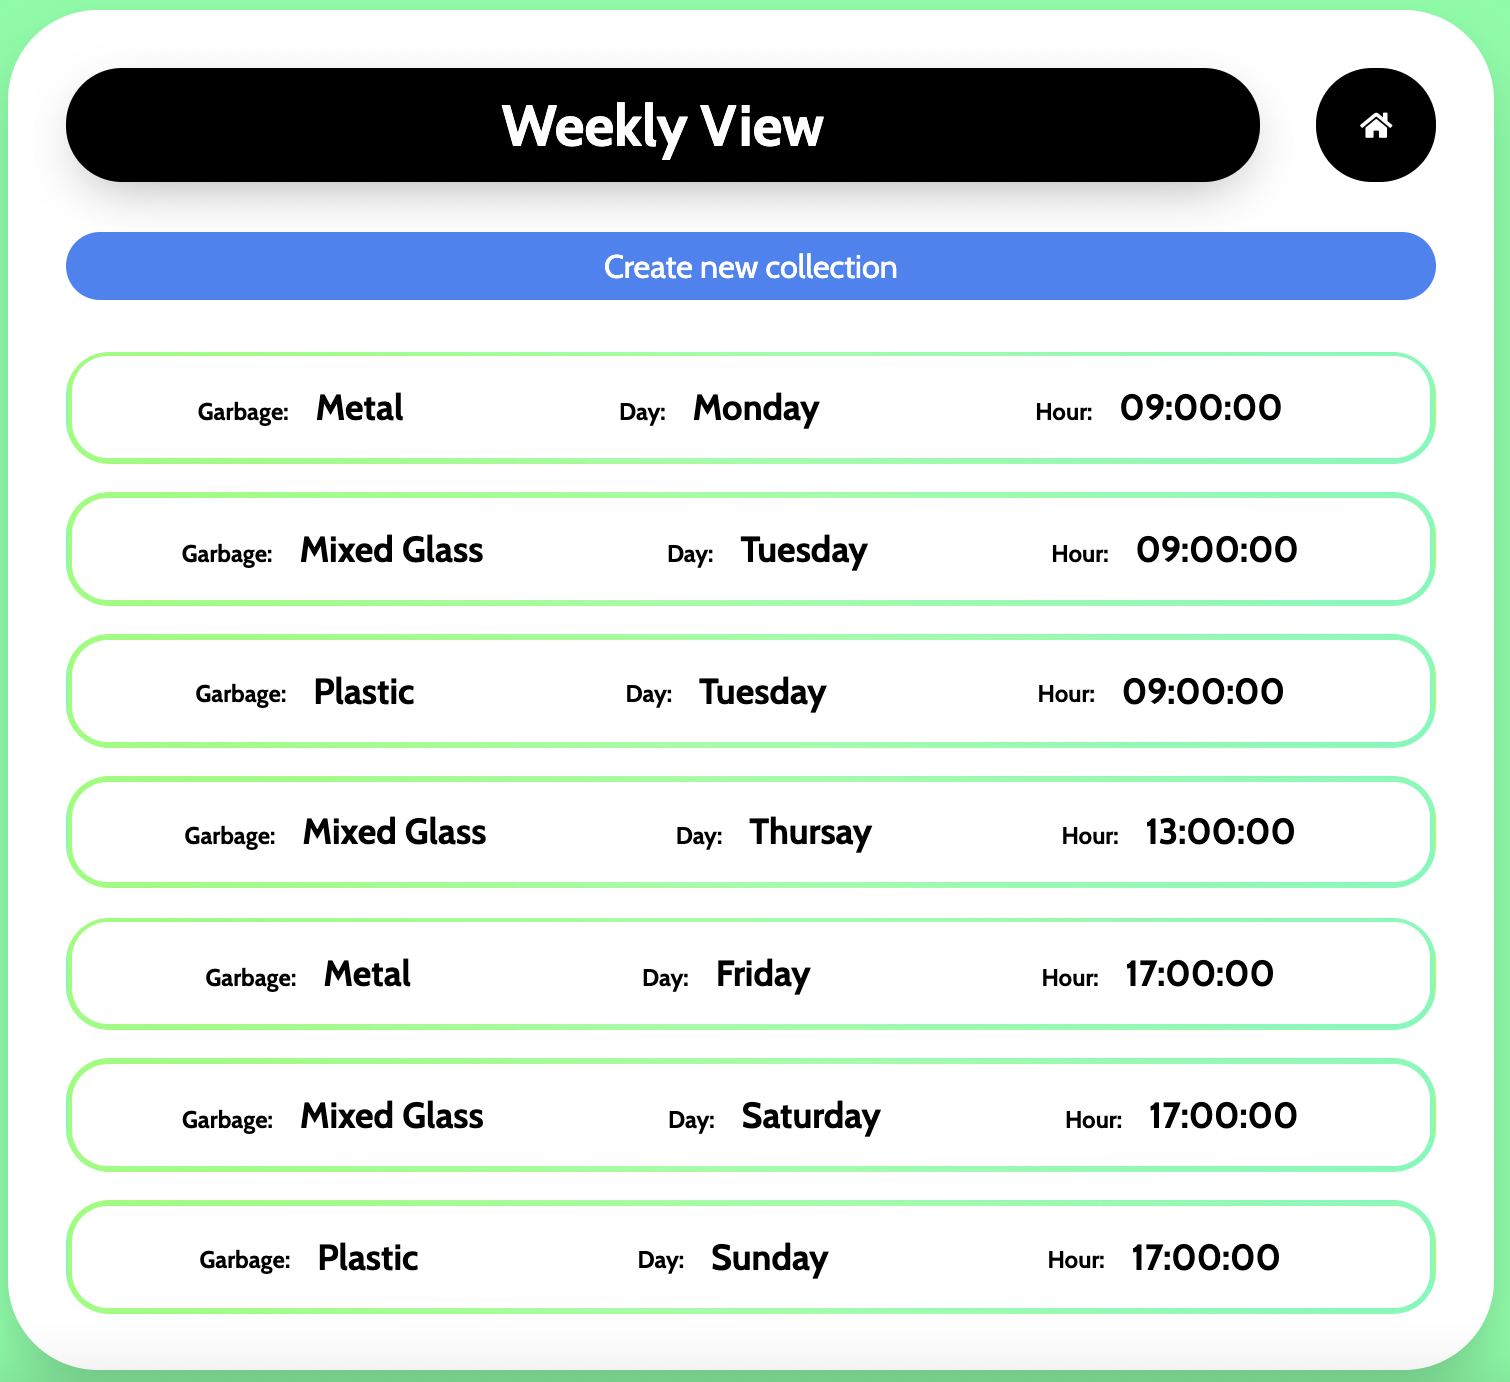 Weekly View
Create new collection
Garbage: Metal Day: Monday Hour: 09:00:00
Garbage: Mixed Glass Day: Tuesday Hour: 09:00:00
Garbage: Plastic Day: Tuesday Hour: 09:00:00
Garbage: Mixed Glass Day: Thursay Hour: 13:00:00
Garbage: Metal Day: Friday Hour: 17:00:00
Garbage: Mixed Glass Day: Saturday Hour: 17:00:00
Garbage: Plastic Day: Sunday Hour: 17:00:00